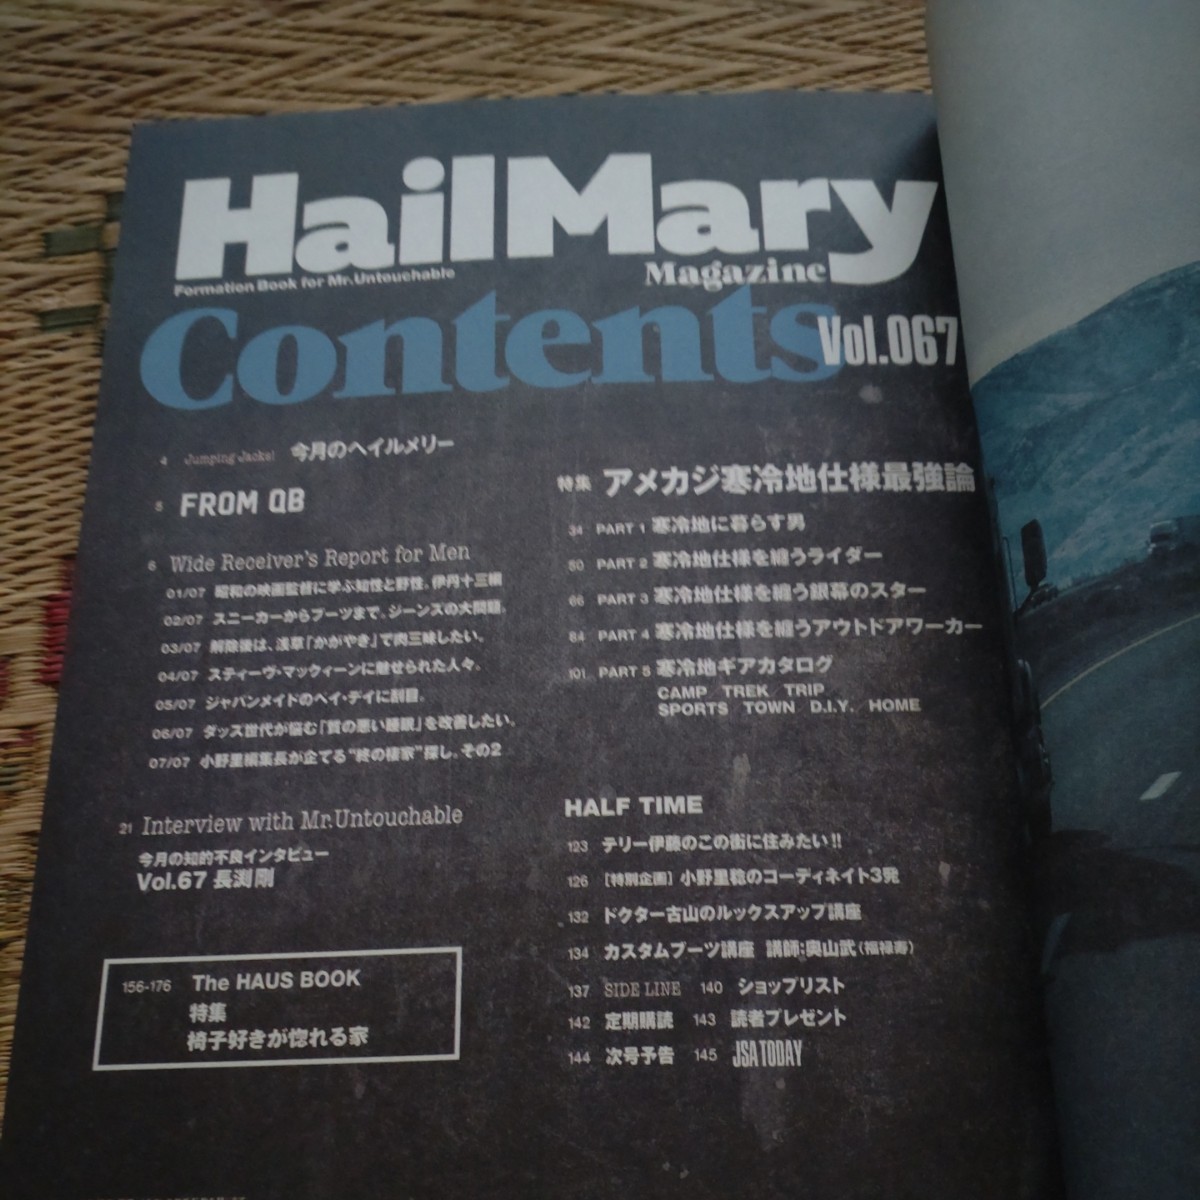 HailMary
Magazine
Formation Book for Mr.Untouchable
Contents
Vol.067
4 Jumping Jacks! 今月のヘイルメリー
5 FROM QB
6 Wide Receiver's Report for Men
01/07 昭和の映画監督に学ぶ知性と野性。伊丹十三編
02/07 スニーカーからブーツまで。ジーンズの大問題。
03/07 解除後は、浅草「かがやき」で肉三昧したい。
04/07 スティーヴ・マックィーンに魅せられた人々。
05/07 ジャパンメイドのベイ・デイに刮目。
06/07 ダッズ世代が悩む「質の悪い睡眠」を改善したい。
07/07 小野里編集長が企てる“終の棲家”探し。その2
21 Interview with Mr.Untouchable
今月の知的不良インタビュー
Vol.67 長渕剛
156-176 The HAUS BOOK
特集
椅子好きが惚れる家
特集 アメカジ寒冷地仕様最強論
34 PART 1 寒冷地に暮らす男
50 PART 2 寒冷地仕様を纏うライダー
66 PART 3 寒冷地仕様を纏う銀幕のスター
84 PART 4 寒冷地仕様を纏うアウトドアワーカー
101 PART 5 寒冷地ギアカタログ
CAMP TREK TRIP
SPORTS TOWN D.I.Y. HOME
HALF TIME
123 テリー伊藤のこの街に住みたい!!
126 [特別企画] 小野里稔のコーディネイト3発
132 ドクター古山のルックスアップ講座
134 カスタムブーツ講座 講師:奥山武(福禄寿)
137 SIDE LINE 140 ショップリスト
142 定期購読 143 読者プレゼント
144 次号予告 145 JSA TODAY